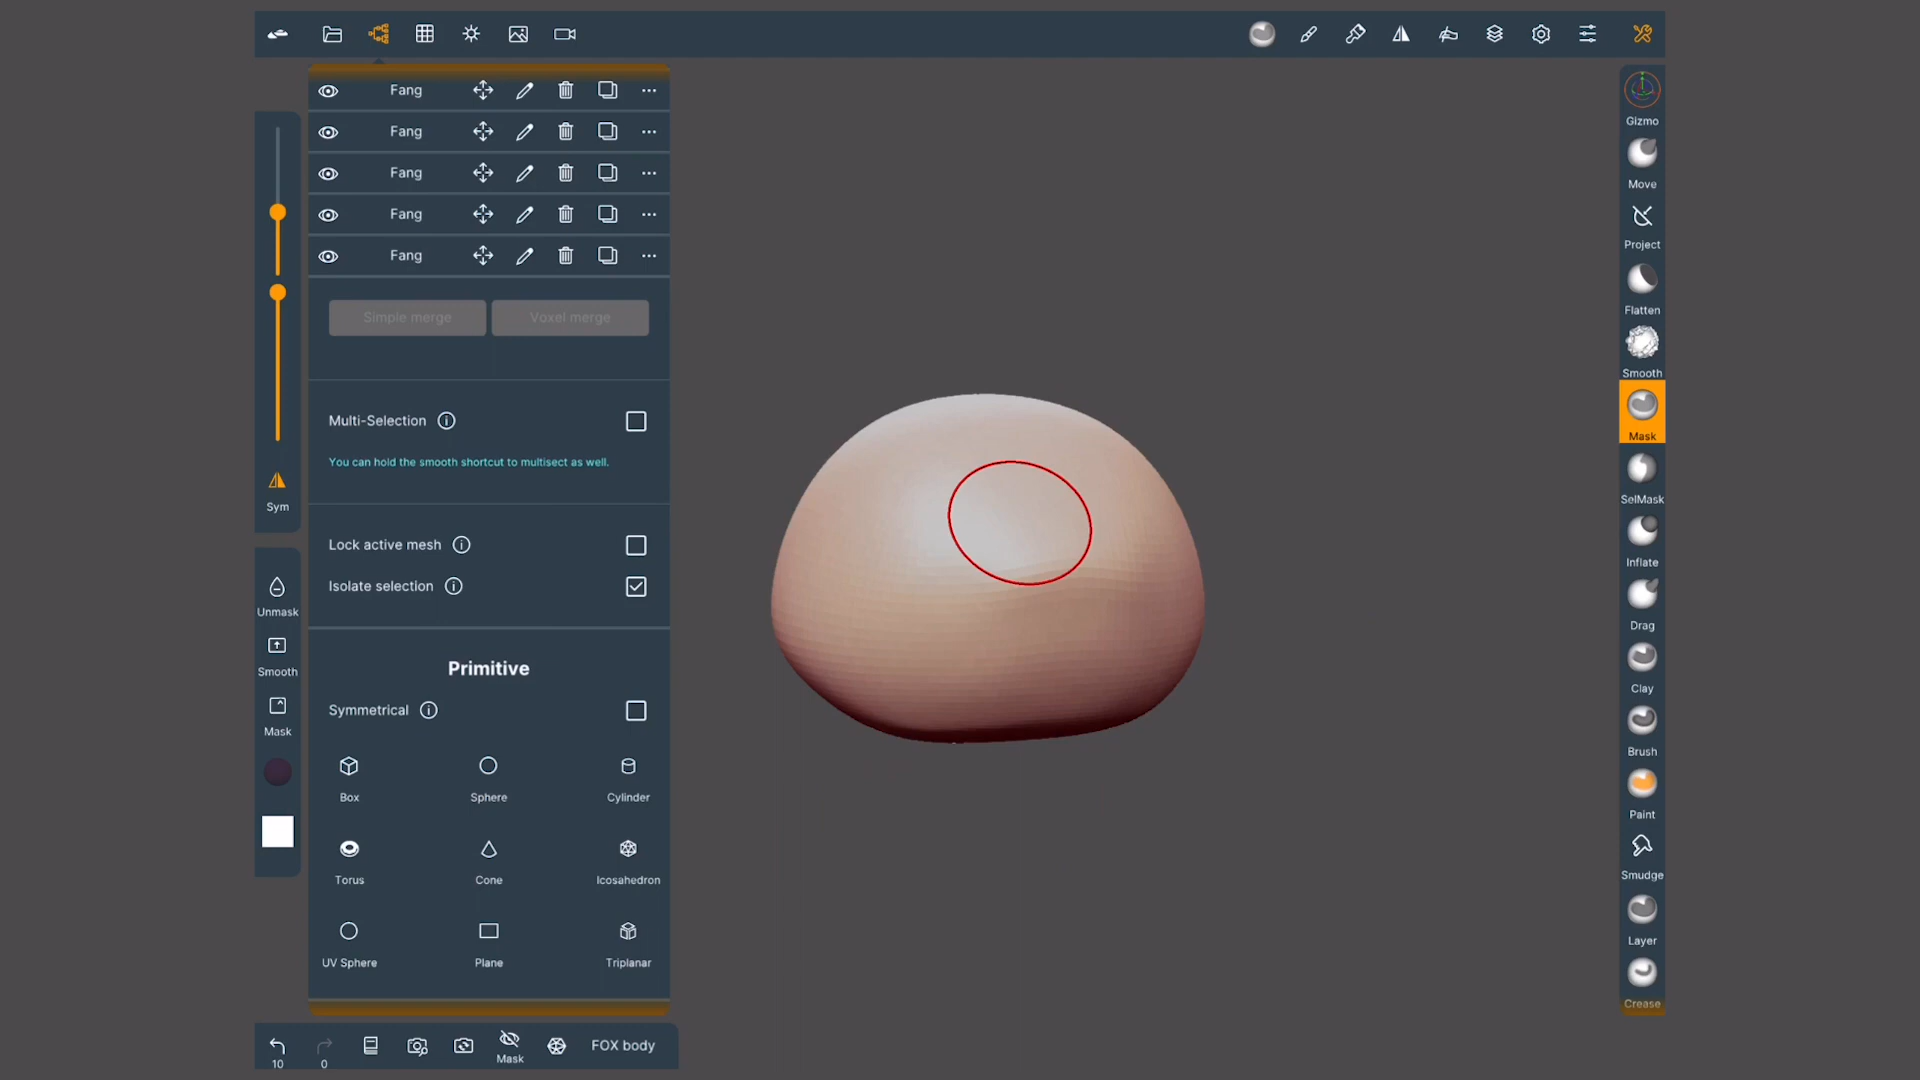 Fang
Fang
Fang
Fang
Fang
Simple merge Voxel merge
Multi-Selection
You can hold the smooth shortcut to multisect as well.
Lock active mesh
Isolate selection
Primitive
Symmetrical
Box Sphere Cylinder
Torus Cone Icosahedron
UV Sphere Plane Triplanar
Sym
Unmask
Smooth
Mask
10 0 Mask FOX body
Gizmo
Move
Project
Flatten
Smooth
Mask
SelMask
Inflate
Drag
Clay
Brush
Paint
Smudge
Layer
Crease